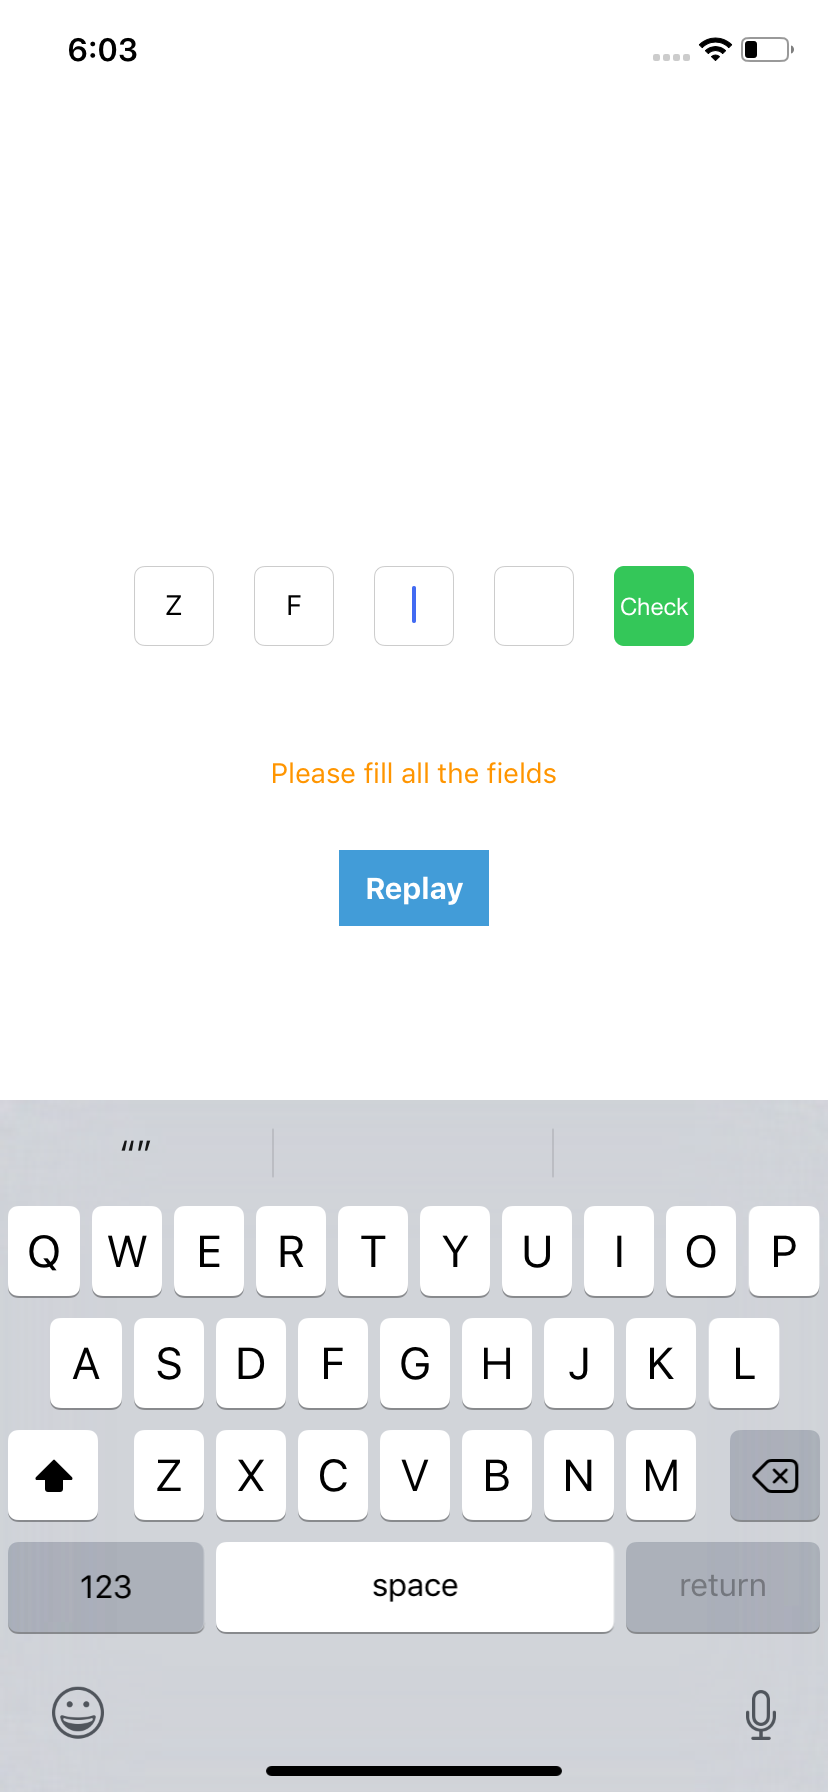 6:03
Z F Check
Please fill all the fields
Replay
“”
Q W E R T Y U I O P
A S D F G H J K L
Z X C V B N M
123 space return